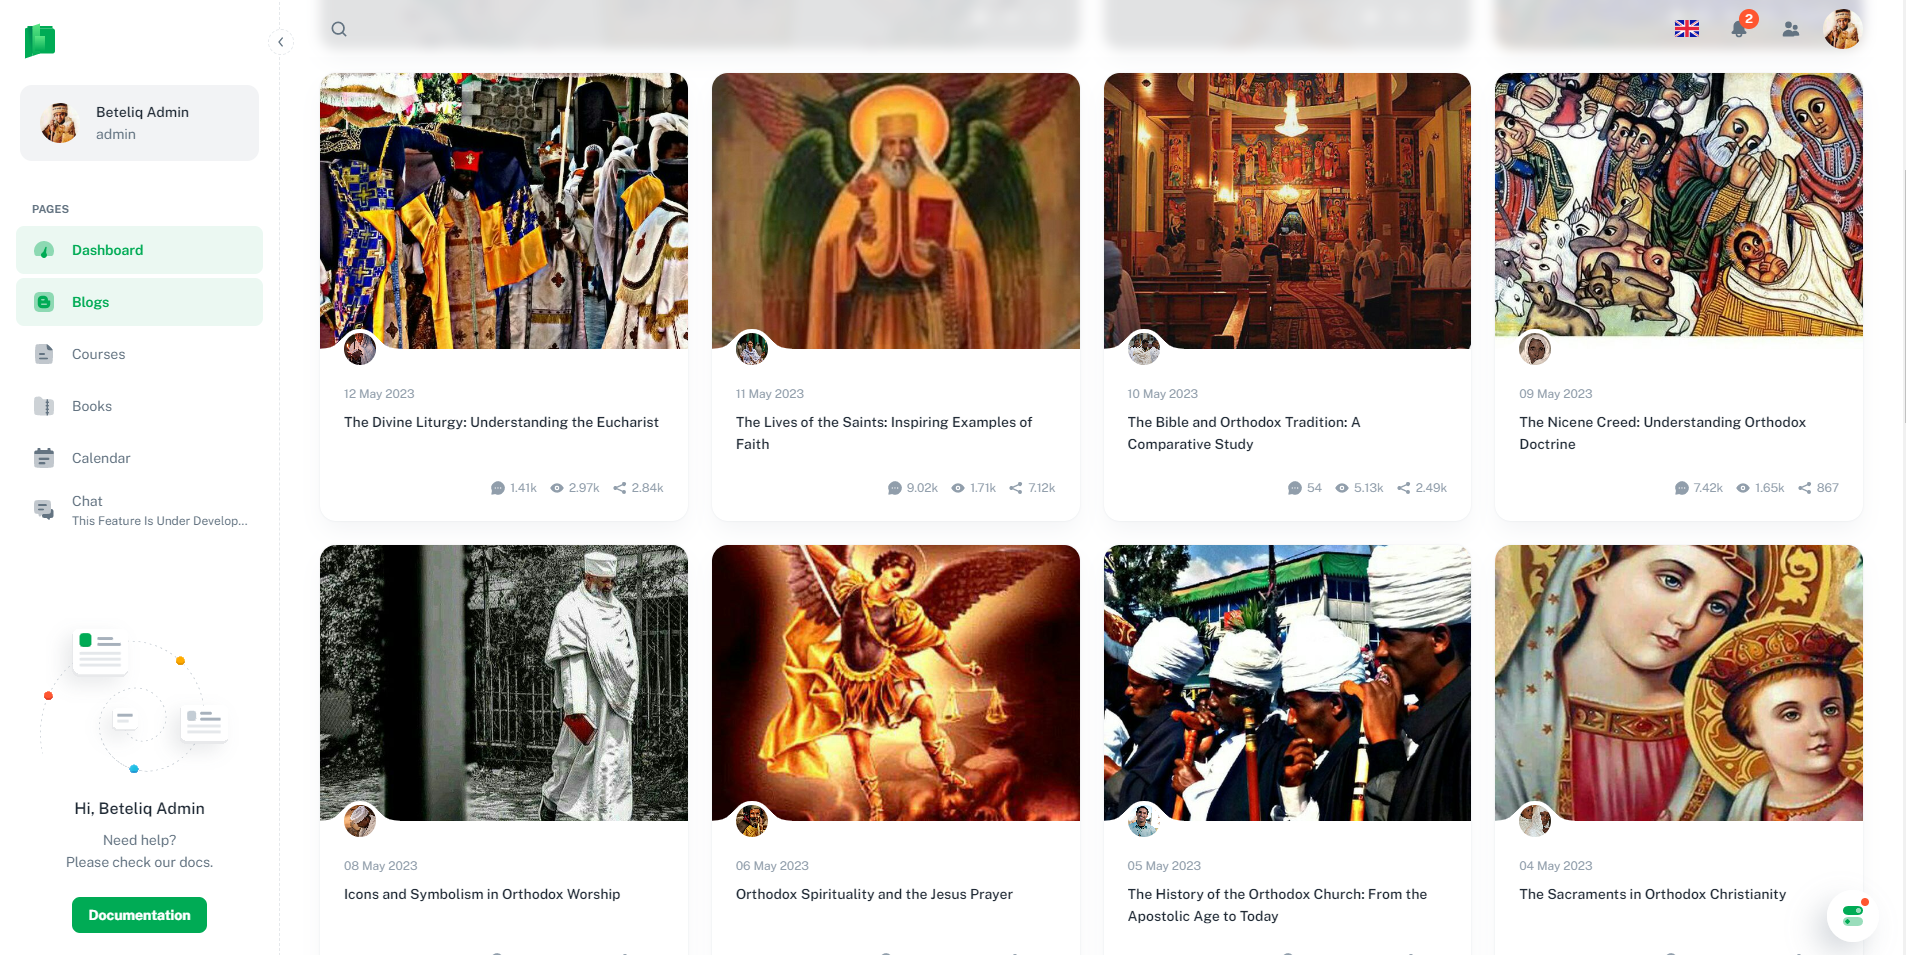 2
Beteliq Admin
admin
PAGES
Dashboard
Blogs
Courses
Books
Calendar
Chat
This Feature Is Under Develop...
Hi, Beteliq Admin
Need help?
Please check our docs.
Documentation
12 May 2023
The Divine Liturgy: Understanding the Eucharist
1.41k 2.97k 2.84k
11 May 2023
The Lives of the Saints: Inspiring Examples of
Faith
9.02k 1.71k 7.12k
10 May 2023
The Bible and Orthodox Tradition: A
Comparative Study
54 5.13k 2.49k
09 May 2023
The Nicene Creed: Understanding Orthodox
Doctrine
7.42k 1.65k 867
08 May 2023
Icons and Symbolism in Orthodox Worship
06 May 2023
Orthodox Spirituality and the Jesus Prayer
05 May 2023
The History of the Orthodox Church: From the
Apostolic Age to Today
04 May 2023
The Sacraments in Orthodox Christianity